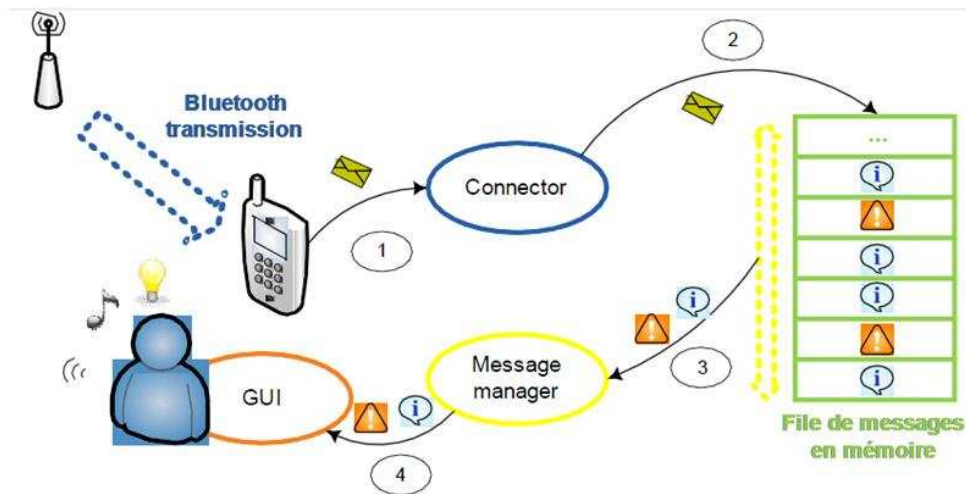 2
Bluetooth
transmission
...
Connector
1
Message
manager
3
GUI
File de messages
en mémoire
4